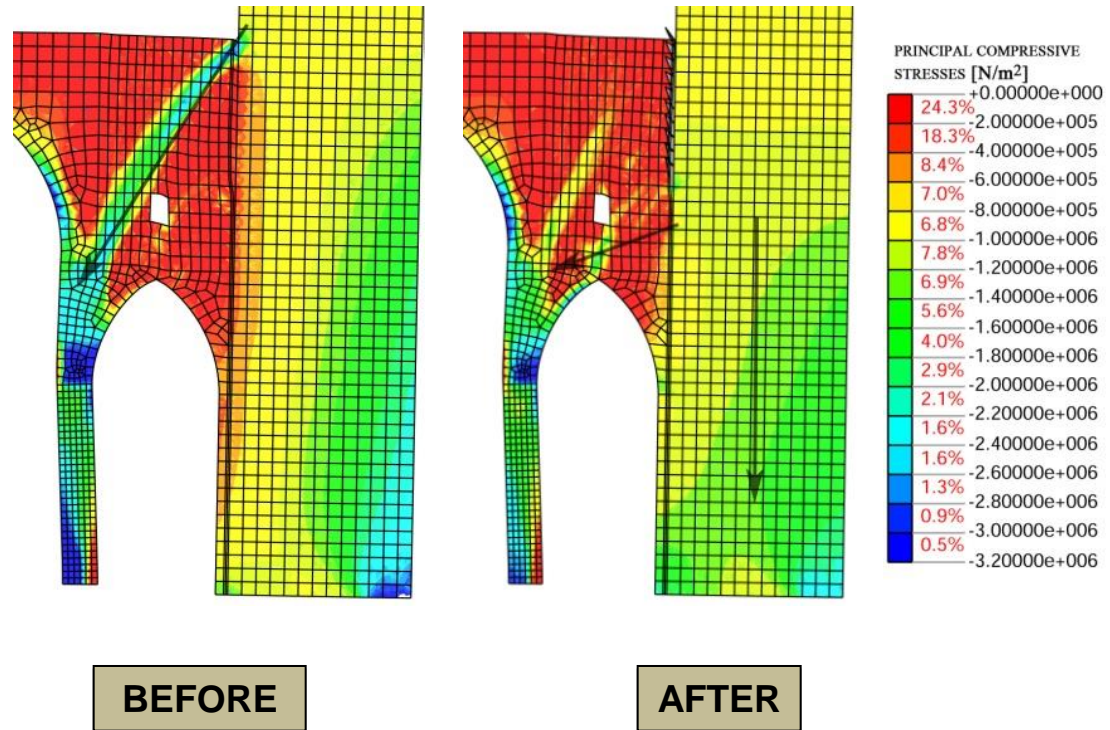 PRINCIPAL COMPRESSIVE
STRESSES [N/m²]
+0.00000e+000
24.3%
-2.00000e+005
18.3%
-4.00000e+005
8.4%
-6.00000e+005
7.0%
-8.00000e+005
6.8%
-1.00000e+006
7.8%
-1.20000e+006
6.9%
-1.40000e+006
5.6%
-1.60000e+006
4.0%
-1.80000e+006
2.9%
-2.00000e+006
2.1%
-2.20000e+006
1.6%
-2.40000e+006
1.6%
-2.60000e+006
1.3%
-2.80000e+006
0.9%
-3.00000e+006
0.5%
-3.20000e+006
BEFORE
AFTER